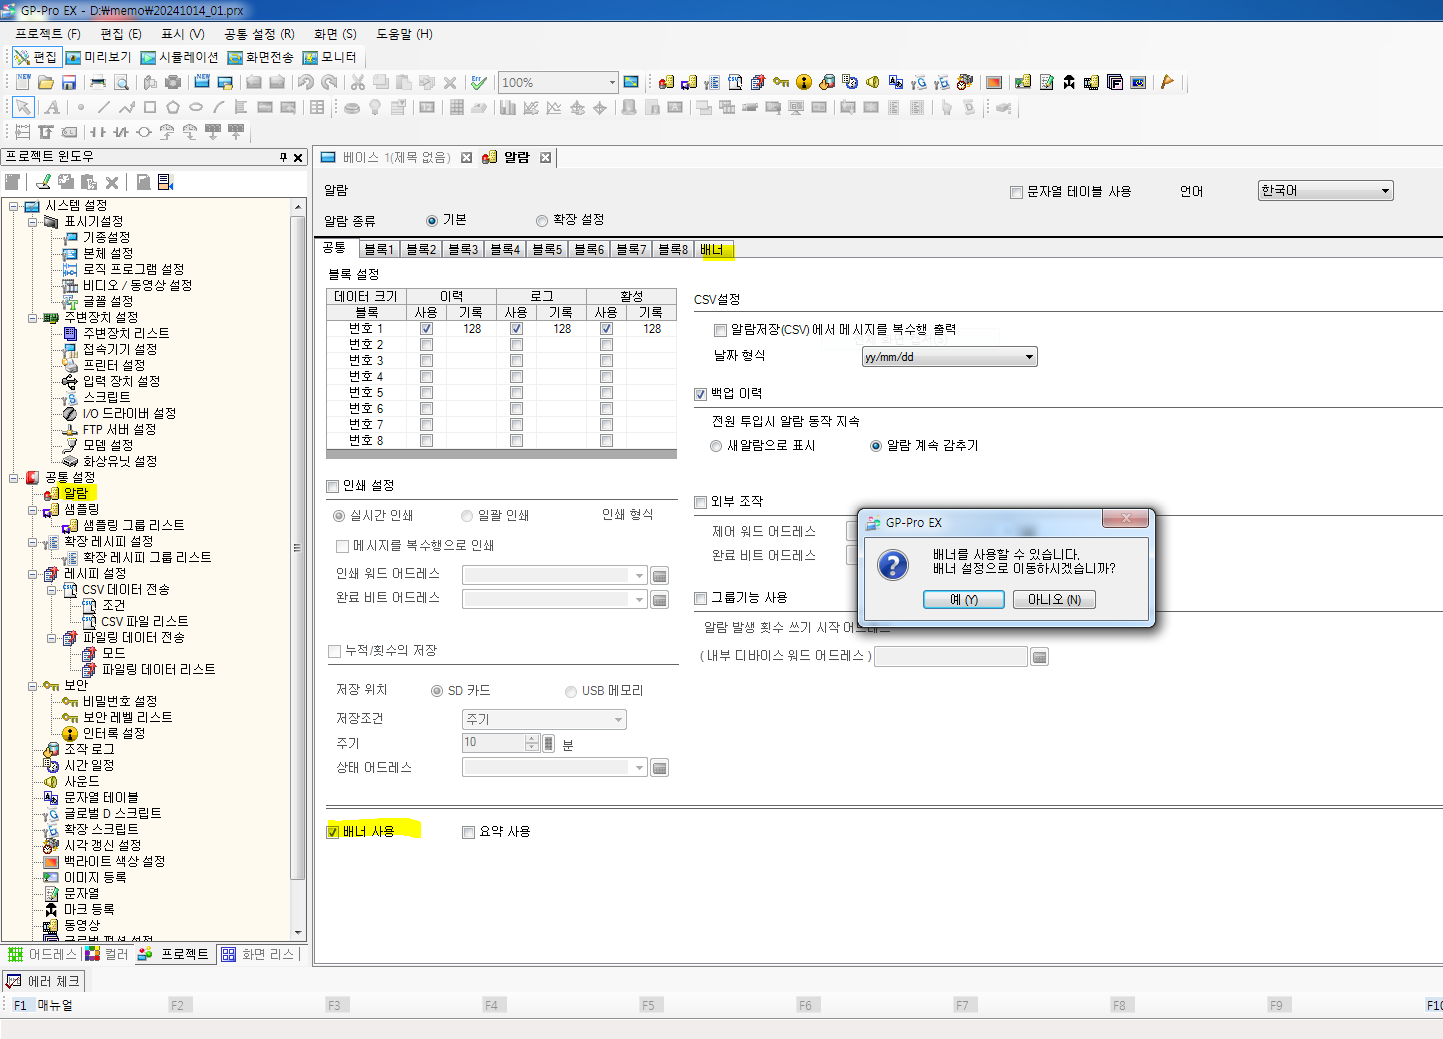 GP-Pro EX - D:\memo\20241014_01.prx
프로젝트 (F) 편집 (E) 표시 (V) 공통 설정 (R) 화면 (S) 도움말 (H)
편집 미리보기 시뮬레이션 화면전송 모니터
100%
프로젝트 윈도우
시스템 설정
표시기설정
기종설정
본체 설정
로직 프로그램 설정
비디오 / 동영상 설정
글꼴 설정
주변장치 설정
주변장치 리스트
접속기기 설정
프린터 설정
입력 장치 설정
스크립트
I/O 드라이버 설정
FTP 서버 설정
모뎀 설정
화상유닛 설정
공통 설정
알람
샘플링
샘플링 그룹 리스트
확장 레시피 설정
확장 레시피 그룹 리스트
레시피 설정
CSV 데이터 전송
조건
CSV 파일 리스트
파일링 데이터 전송
모드
파일링 데이터 리스트
보안
비밀번호 설정
보안 레벨 리스트
인터록 설정
조작 로그
시간 일정
사운드
문자열 테이블
글로벌 D 스크립트
확장 스크립트
시각 갱신 설정
백라이트 색상 설정
이미지 등록
문자열
마크 등록
동영상
어드레스 컬러 프로젝트 화면 리스
베이스 1(제목 없음) 알람
알람
문자열 테이블 사용 언어 한국어
알람 종류 기본 확장 설정
공통 블록1 블록2 블록3 블록4 블록5 블록6 블록7 블록8 배너
블록 설정
데이터 크기 이력 로그 활성
블록 사용 기록 사용 기록 사용 기록
번호 1 128 128 128
번호 2
번호 3
번호 4
번호 5
번호 6
번호 7
번호 8
인쇄 설정
실시간 인쇄 일괄 인쇄 인쇄 형식
메시지를 복수행으로 인쇄
인쇄 워드 어드레스
완료 비트 어드레스
누적/횟수의 저장
저장 위치 SD 카드 USB 메모리
저장조건 주기
주기 10 분
상태 어드레스
배너 사용 요약 사용
CSV설정
알람저장(CSV) 에서 메시지를 복수행 출력
날짜 형식 yy/mm/dd
백업 이력
전원 투입시 알람 동작 지속
새알람으로 표시 알람 계속 감추기
외부 조작
제어 워드 어드레스
완료 비트 어드레스
그룹기능 사용
알람 발생 횟수 쓰기 시작 어드레스
( 내부 디바이스 워드 어드레스 )
GP-Pro EX
배너를 사용할 수 있습니다.
배너 설정으로 이동하시겠습니까?
예 (Y) 아니오 (N)
에러 체크
F1 매뉴얼 F2 F3 F4 F5 F6 F7 F8 F9 F10